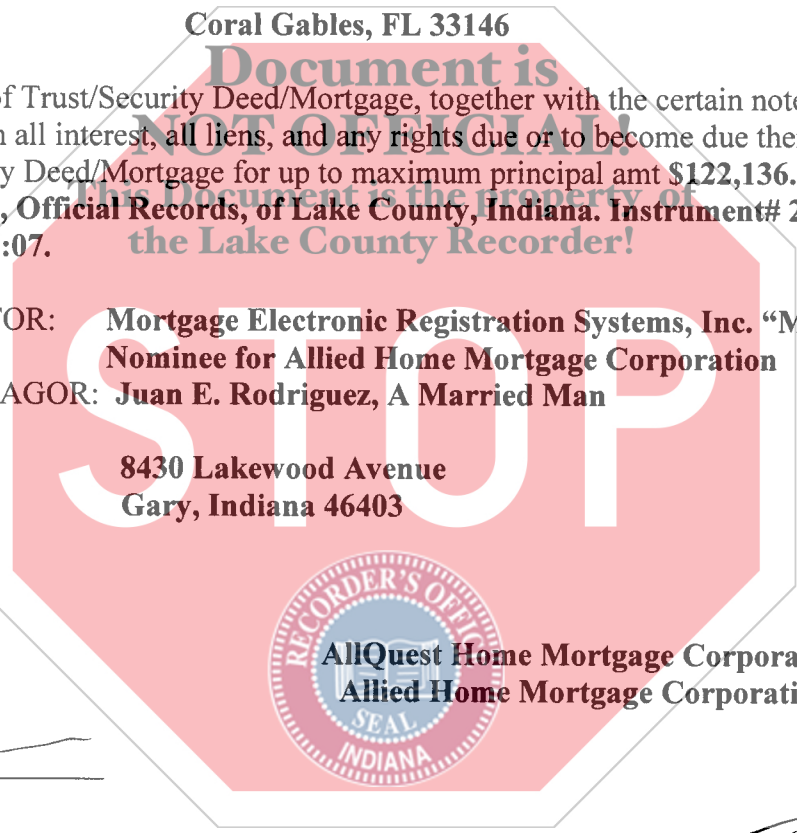 Coral Gables, FL 33146
Document is
of Trust/Security Deed/Mortgage, together with the certain note
all interest, all liens, and any rights due or to become due the
NOT OFFICIAL!
y Deed/Mortgage for up to maximum principal amt $122,136.
This Document is the property of
, Official Records, of Lake County, Indiana. Instrument# 2
:07.
the Lake County Recorder!
OR: Mortgage Electronic Registration Systems, Inc. “M
Nominee for Allied Home Mortgage Corporation
AGOR: Juan E. Rodriguez, A Married Man
STOP
8430 Lakewood Avenue
Gary, Indiana 46403
RECORDER'S OFFICE
AllQuest Home Mortgage Corpora
Allied Home Mortgage Corporati
SEAL
INDIANA